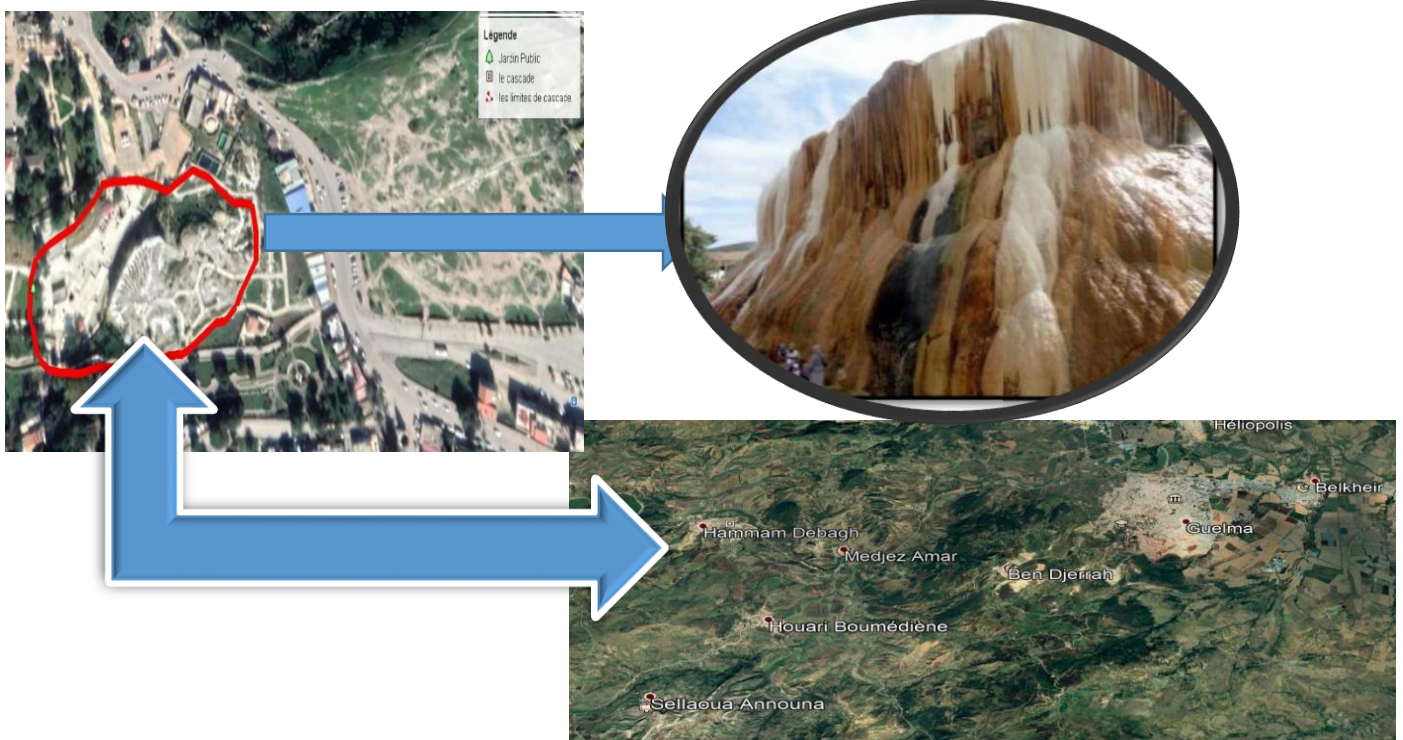 Légende
Jardin Public
le cascade
les limites de cascade
Héliopolis
Belkheir
Guelma
Hammam Debagh
Medjez Amar
Ben Djerrah
Houari Boumédiène
Sellaoua Announa